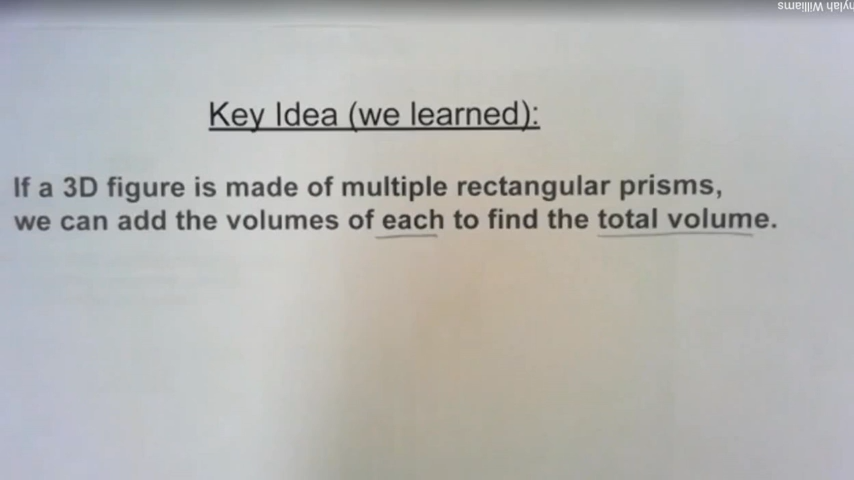 Key Idea (we learned):
If a 3D figure is made of multiple rectangular prisms,
we can add the volumes of each to find the total volume.
Williams